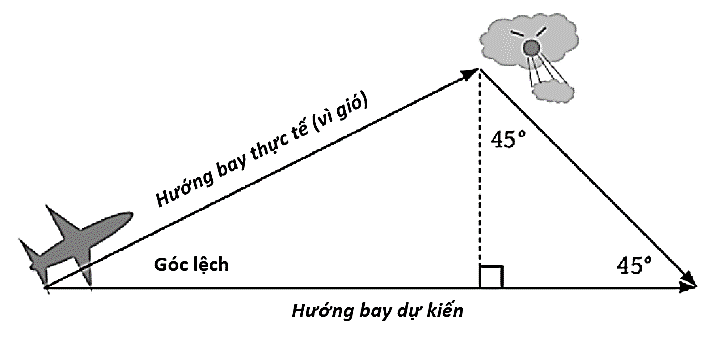 Hướng bay thực tế (vì gió)
45°
Góc lệch
45°
Hướng bay dự kiến